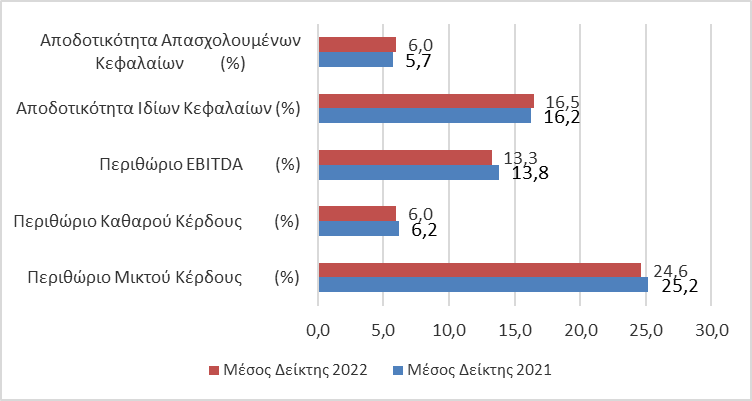 Αποδοτικότητα Απασχολουμένων
Κεφαλαίων (%)
6,0
5,7
Αποδοτικότητα Ιδίων Κεφαλαίων (%)
16,5
16,2
Περιθώριο EBITDA (%)
13,3
13,8
Περιθώριο Καθαρού Κέρδους (%)
6,0
6,2
Περιθώριο Μικτού Κέρδους (%)
24,6
25,2
0,0 5,0 10,0 15,0 20,0 25,0 30,0
Μέσος Δείκτης 2022 Μέσος Δείκτης 2021